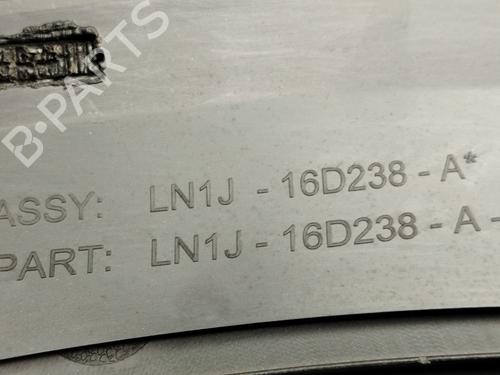 B-PARTS
ASSY: LN1J - 16D238 - A*
PART: LN1J - 16D238 - A -